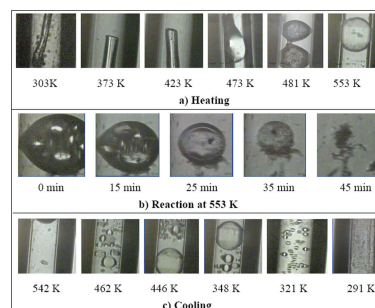 303K 373 K 423 K 473 K 481 K 553 K
a) Heating
0 min 15 min 25 min 35 min 45 min
b) Reaction at 553 K
542 K 462 K 446 K 348 K 321 K 291 K
c) Cooling